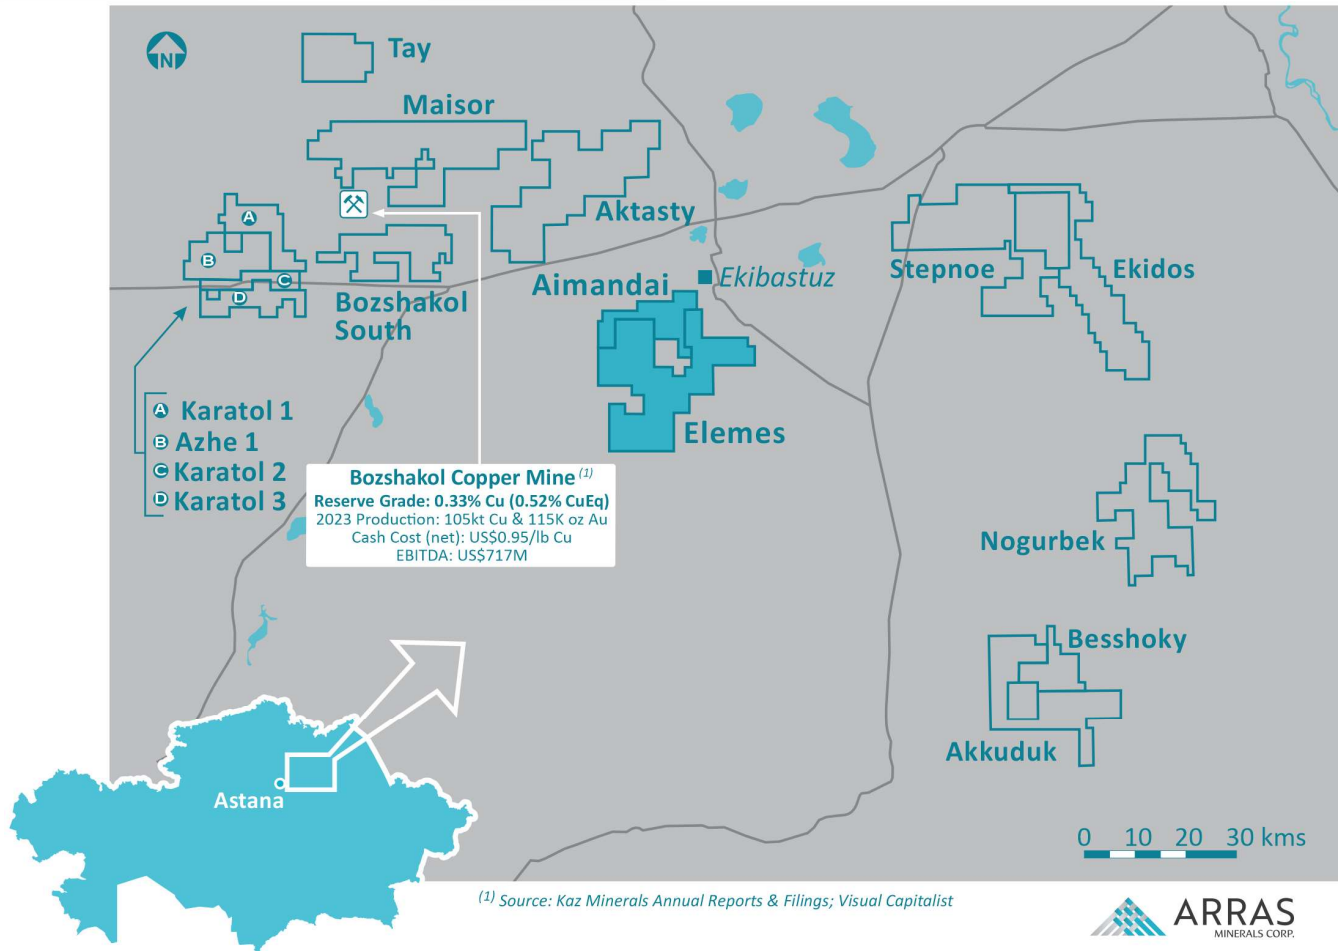 N
Tay
Maisor
A
B
C
D
Aktasty
Stepnoe
Ekidos
Aimandai
Ekibastuz
Bozshakol
South
A Karatol 1
B Azhe 1
C Karatol 2
D Karatol 3
Elemes
Bozshakol Copper Mine (1)
Reserve Grade: 0.33% Cu (0.52% CuEq)
2023 Production: 105kt Cu & 115K oz Au
Cash Cost (net): US$0.95/lb Cu
EBITDA: US$717M
Nogurbek
Besshoky
Akkuduk
Astana
0 10 20 30 kms
(1) Source: Kaz Minerals Annual Reports & Filings; Visual Capitalist
ARRAS
MINERALS CORP.